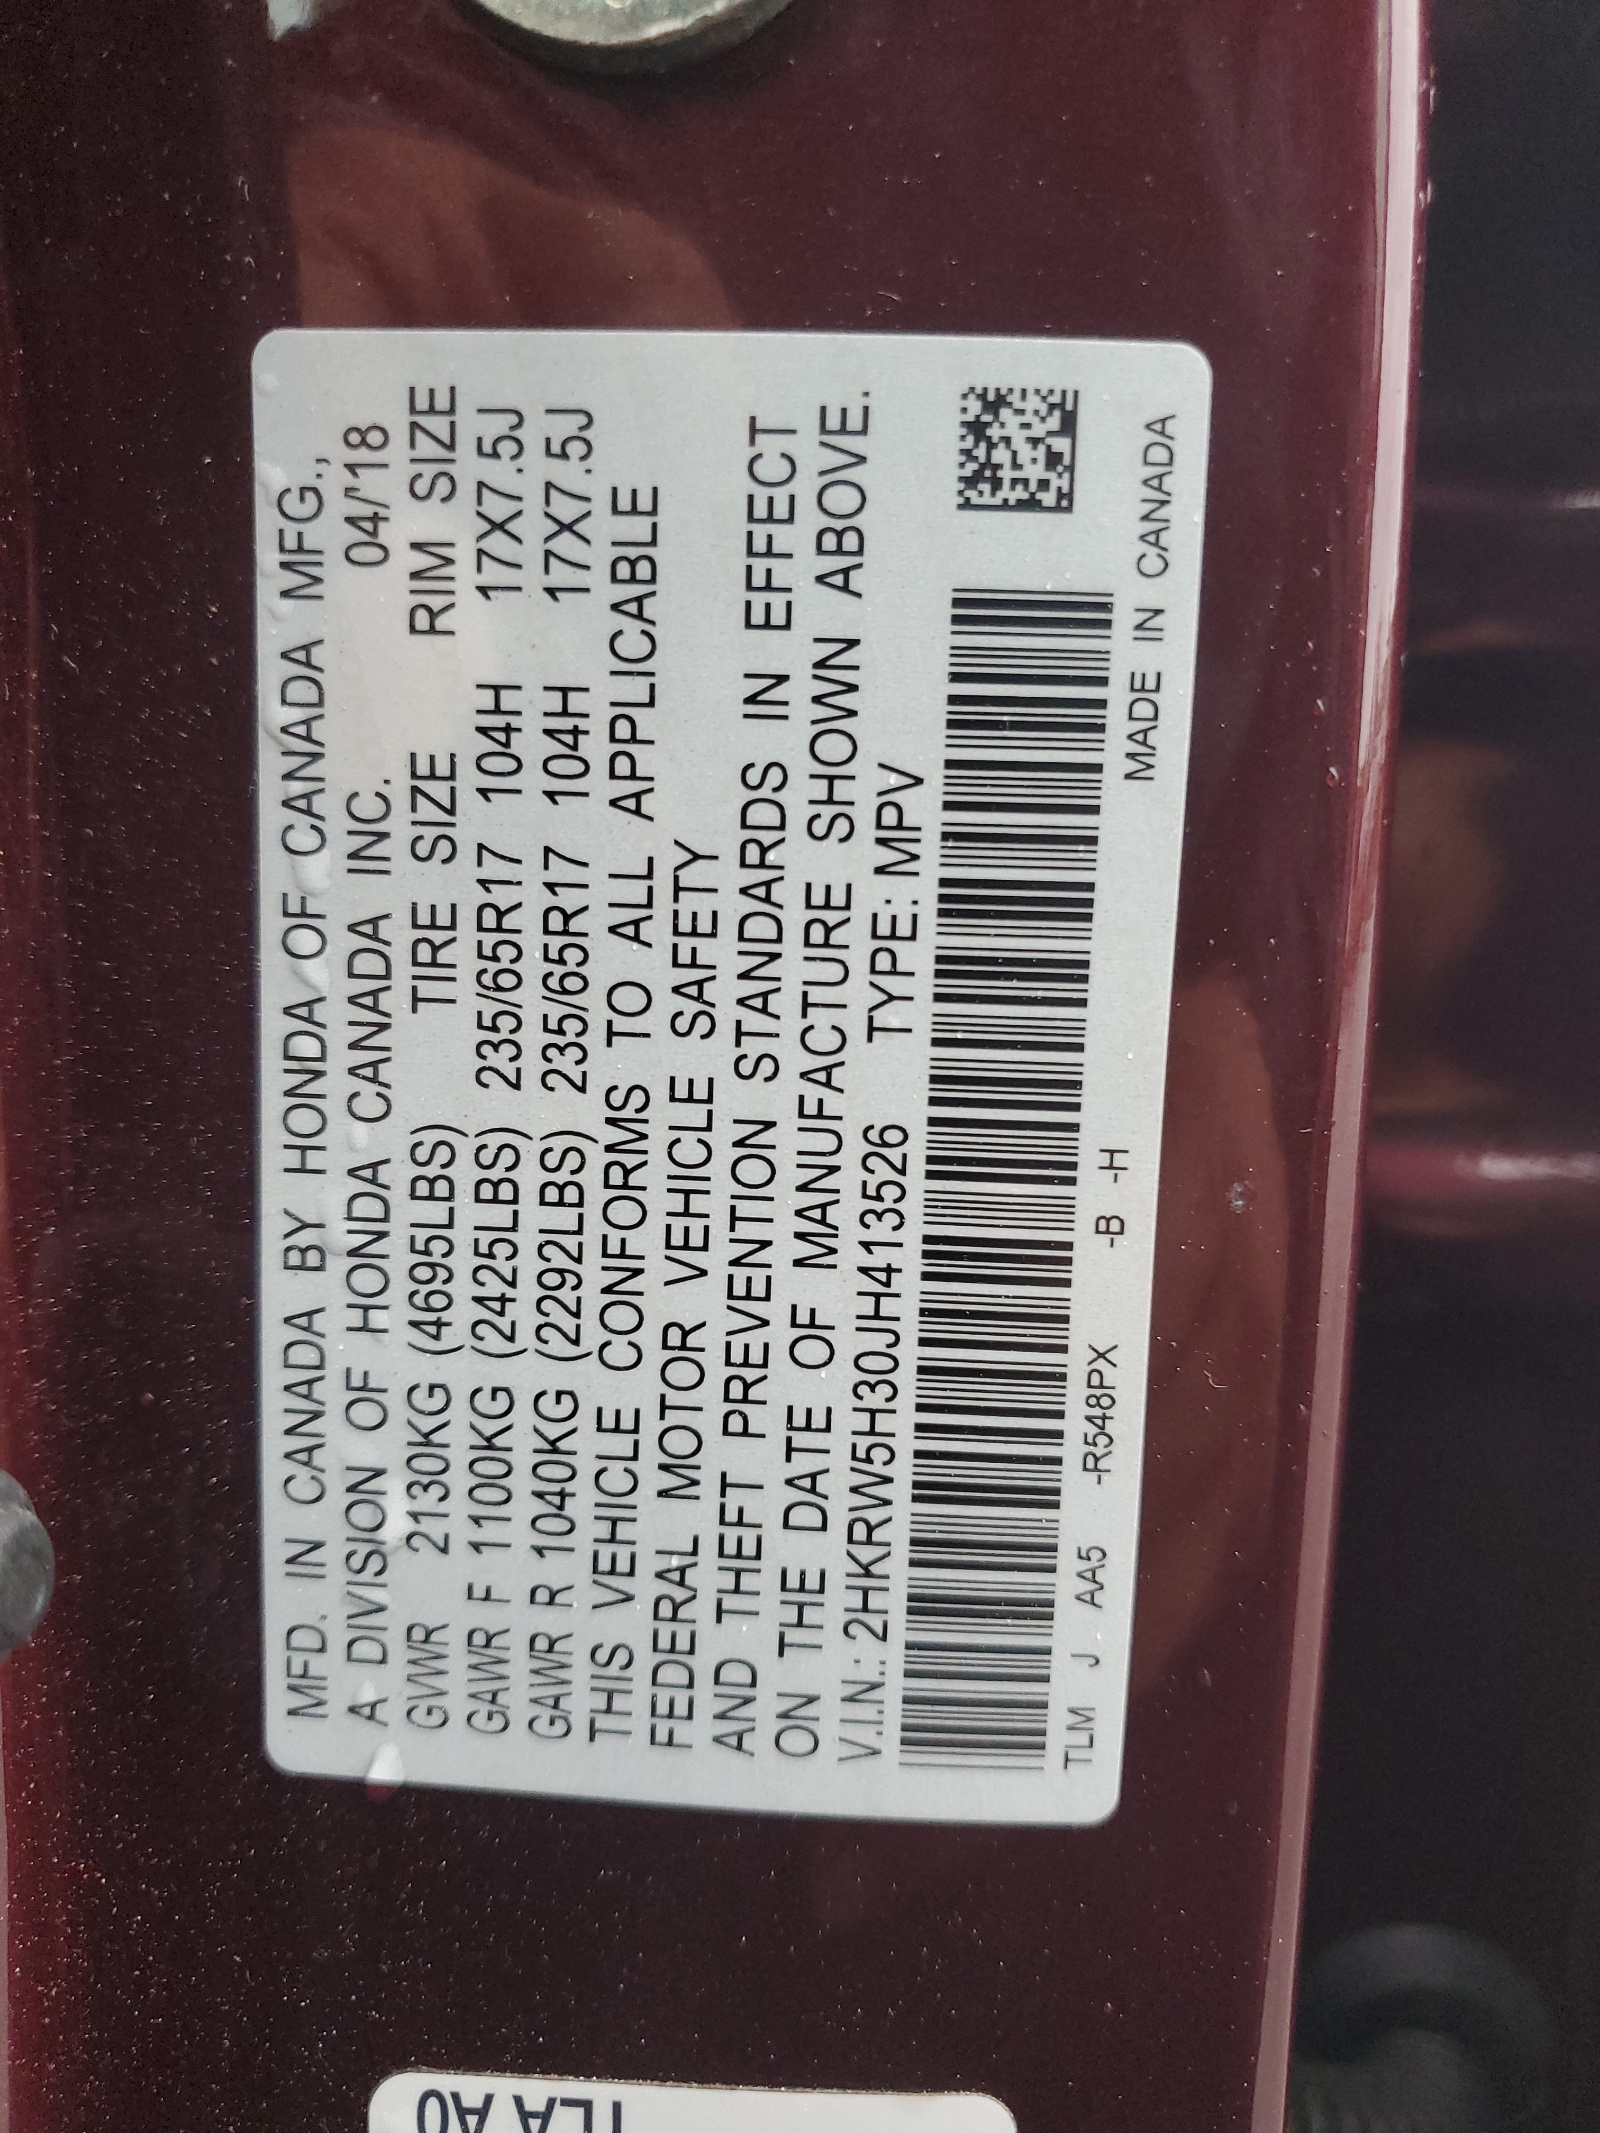 MFD. IN CANADA BY HONDA OF CANADA MFG.,
A DIVISION OF HONDA CANADA INC. 04/'18
GVWR 2130KG (4695LBS) TIRE SIZE RIM SIZE
GAWR F 1100KG (2425LBS) 235/65R17 104H 17X7.5J
GAWR R 1040KG (2292LBS) 235/65R17 104H 17X7.5J
THIS VEHICLE CONFORMS TO ALL APPLICABLE
FEDERAL MOTOR VEHICLE SAFETY
AND THEFT PREVENTION STANDARDS IN EFFECT
ON THE DATE OF MANUFACTURE SHOWN ABOVE.
V.I.N.: 2HKRW5H30JH413526 TYPE: MPV
TLM J AA5 -R548PX -B -H
MADE IN CANADA
TLA A0